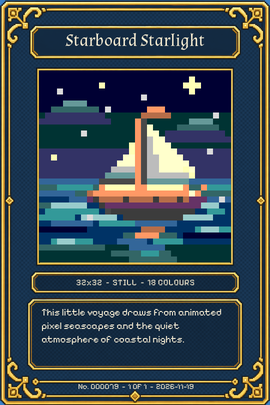 Starboard Starlight
32x32 - STILL - 18 COLOURS
This little voyage draws from animated
pixel seascapes and the quiet
atmosphere of coastal nights.
No. 000079 - 1 OF 1 - 2026-11-19